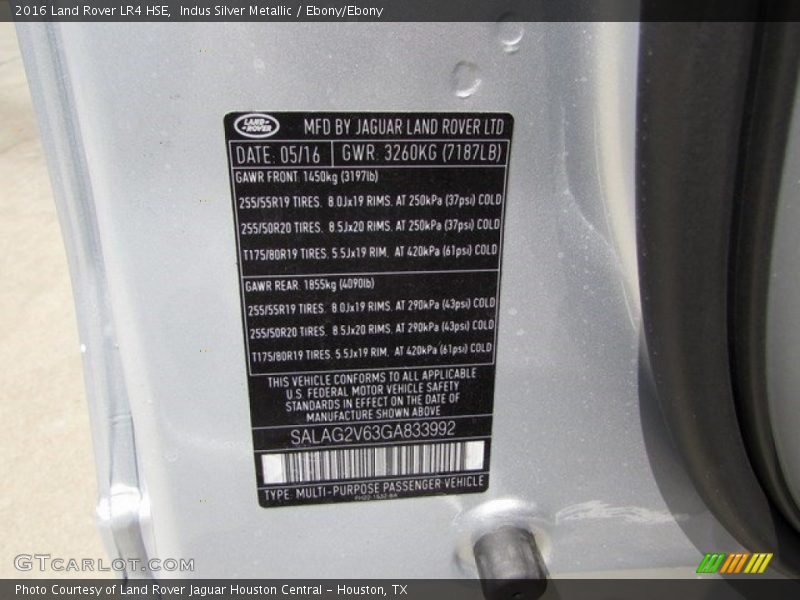 2016 Land Rover LR4 HSE,  Indus Silver Metallic / Ebony/Ebony
LAND-
-ROVER
MFD BY JAGUAR LAND ROVER LTD
DATE: 05/16 GWR: 3260KG (7187LB)
GAWR FRONT 1450kg (3197lb)
255/55R19 TIRES. 8.0Jx19 RIMS. AT 250kPa (37psi) COLD
255/50R20 TIRES. 8.5Jx20 RIMS. AT 250kPa (37psi) COLD
T175/80R19 TIRES. 5.5Jx19 RIM. AT 420kPa (61psi) COLD
GAWR REAR 1855kg (4090lb)
255/55R19 TIRES. 8.0Jx19 RIMS. AT 290kPa (43psi) COLD
255/50R20 TIRES. 8.5Jx20 RIMS. AT 290kPa (43psi) COLD
T175/80R19 TIRES. 5.5Jx19 RIM. AT 420kPa (61psi) COLD
THIS VEHICLE CONFORMS TO ALL APPLICABLE
U.S. FEDERAL MOTOR VEHICLE SAFETY
STANDARDS IN EFFECT ON THE DATE OF
MANUFACTURE SHOWN ABOVE
SALAG2V63GA833992
TYPE: MULTI-PURPOSE PASSENGER VEHICLE
GTCarLot.com
Photo Courtesy of Land Rover Jaguar Houston Central - Houston, TX